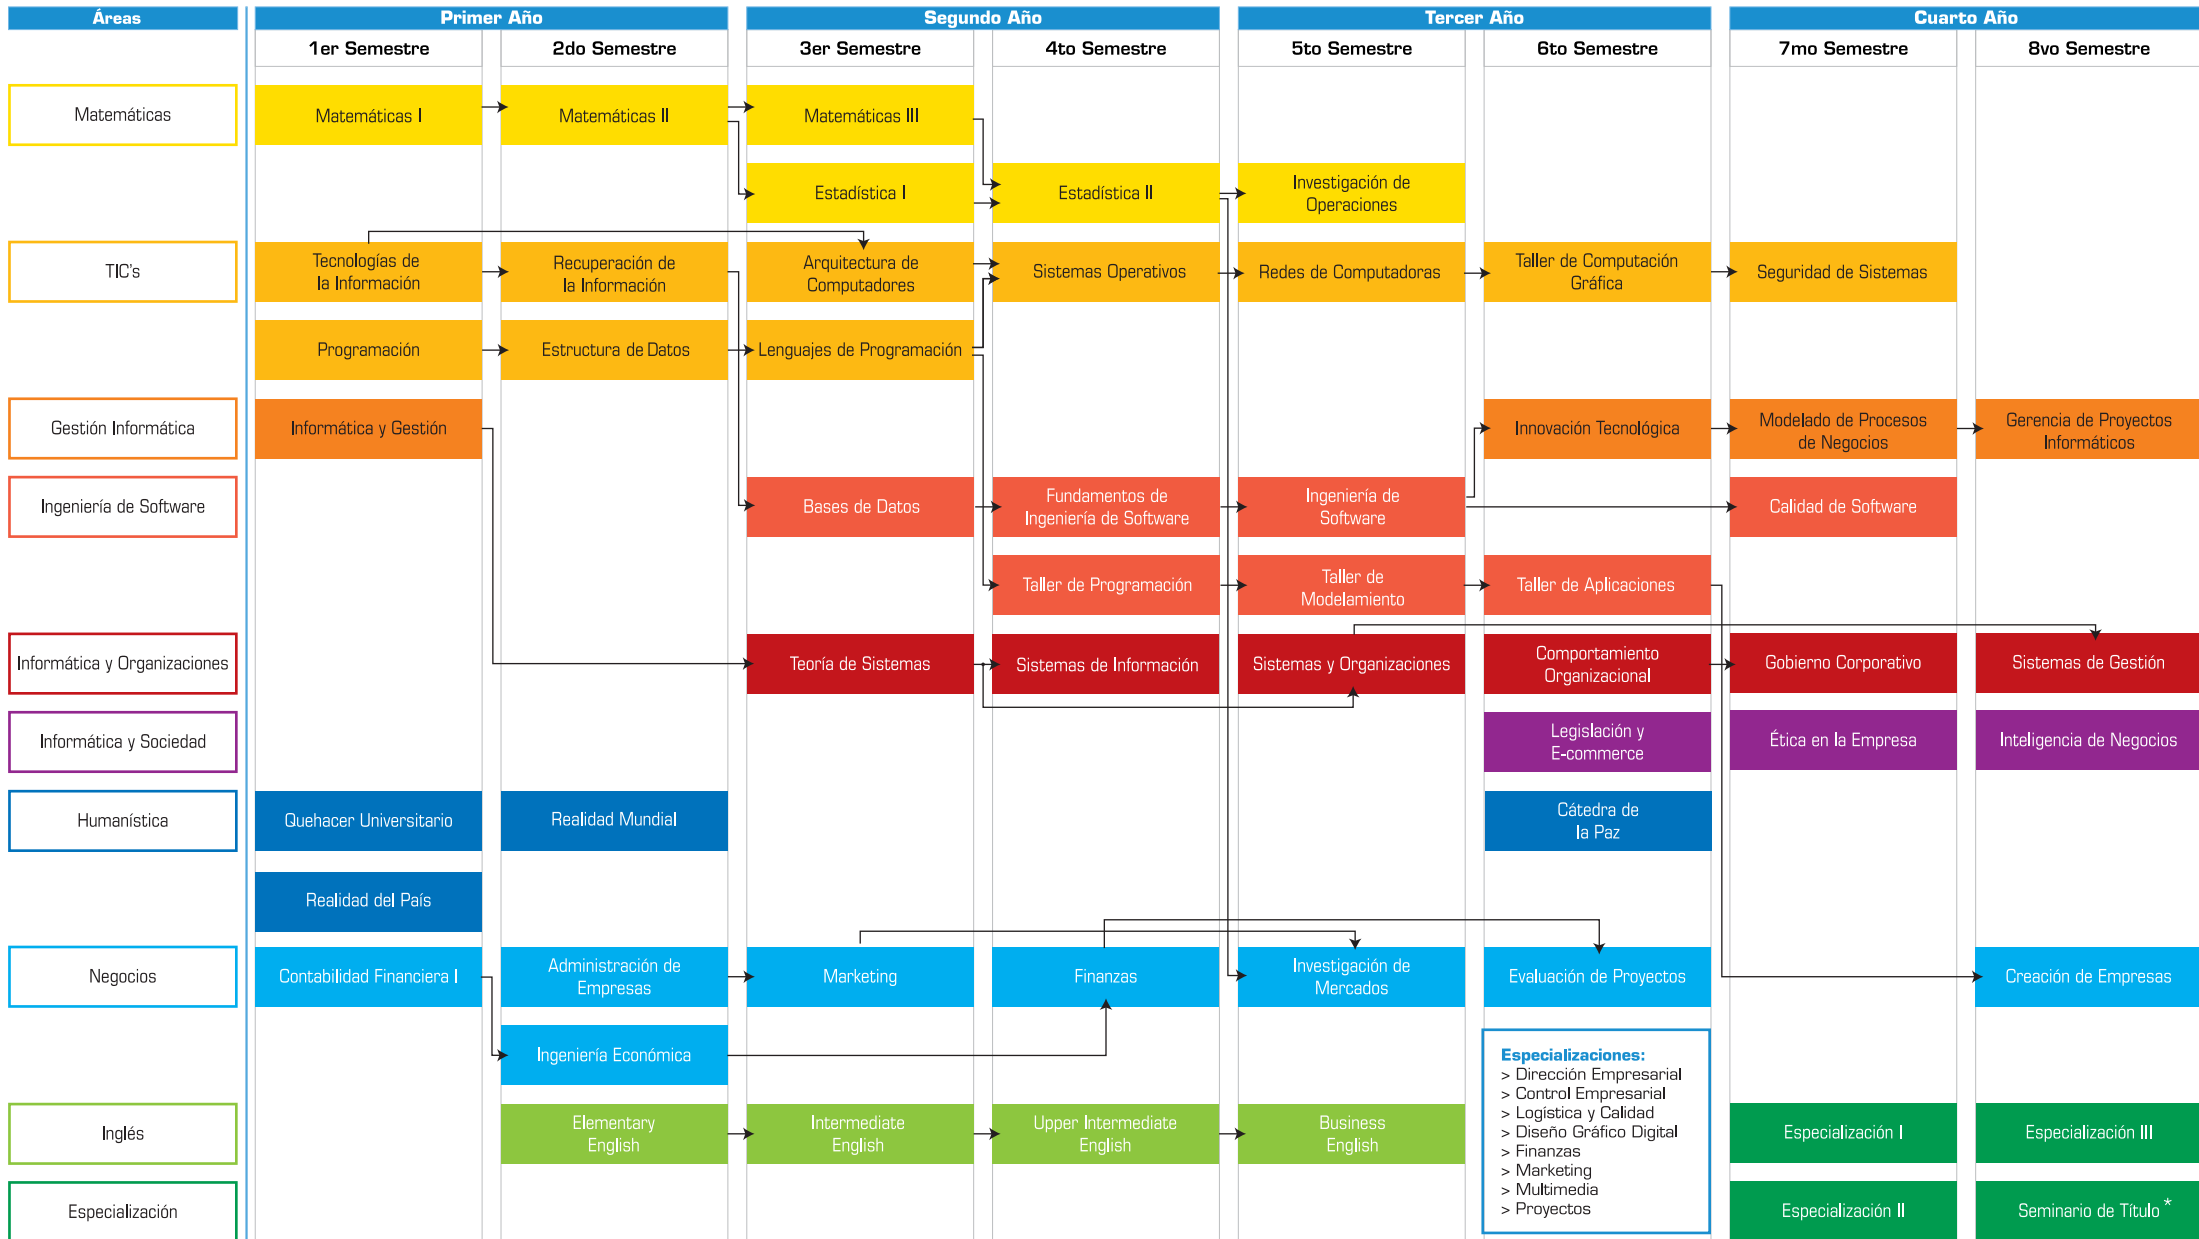 Áreas
Primer Año
Segundo Año
Tercer Año
Cuarto Año
1er Semestre
2do Semestre
3er Semestre
4to Semestre
5to Semestre
6to Semestre
7mo Semestre
8vo Semestre
Matemáticas
Matemáticas I
Matemáticas II
Matemáticas III
Estadística I
Estadística II
Investigación de
Operaciones
TIC's
Tecnologías de
la Información
Recuperación de
la Información
Arquitectura de
Computadores
Sistemas Operativos
Redes de Computadoras
Taller de Computación
Gráfica
Seguridad de Sistemas
Programación
Estructura de Datos
Lenguajes de Programación
Gestión Informática
Informática y Gestión
Innovación Tecnológica
Modelado de Procesos
de Negocios
Gerencia de Proyectos
Informáticos
Ingeniería de Software
Bases de Datos
Fundamentos de
Ingeniería de Software
Ingeniería de
Software
Calidad de Software
Taller de Programación
Taller de
Modelamiento
Taller de Aplicaciones
Informática y Organizaciones
Teoría de Sistemas
Sistemas de Información
Sistemas y Organizaciones
Comportamiento
Organizacional
Gobierno Corporativo
Sistemas de Gestión
Informática y Sociedad
Legislación y
E-commerce
Ética en la Empresa
Inteligencia de Negocios
Humanística
Quehacer Universitario
Realidad Mundial
Cátedra de
la Paz
Realidad del País
Negocios
Contabilidad Financiera I
Administración de
Empresas
Marketing
Finanzas
Investigación de
Mercados
Evaluación de Proyectos
Creación de Empresas
Ingeniería Económica
Especializaciones:
> Dirección Empresarial
> Control Empresarial
> Logística y Calidad
> Diseño Gráfico Digital
> Finanzas
> Marketing
> Multimedia
> Proyectos
Inglés
Elementary
English
Intermediate
English
Upper Intermediate
English
Business
English
Especialización I
Especialización III
Especialización
Especialización II
Seminario de Título *